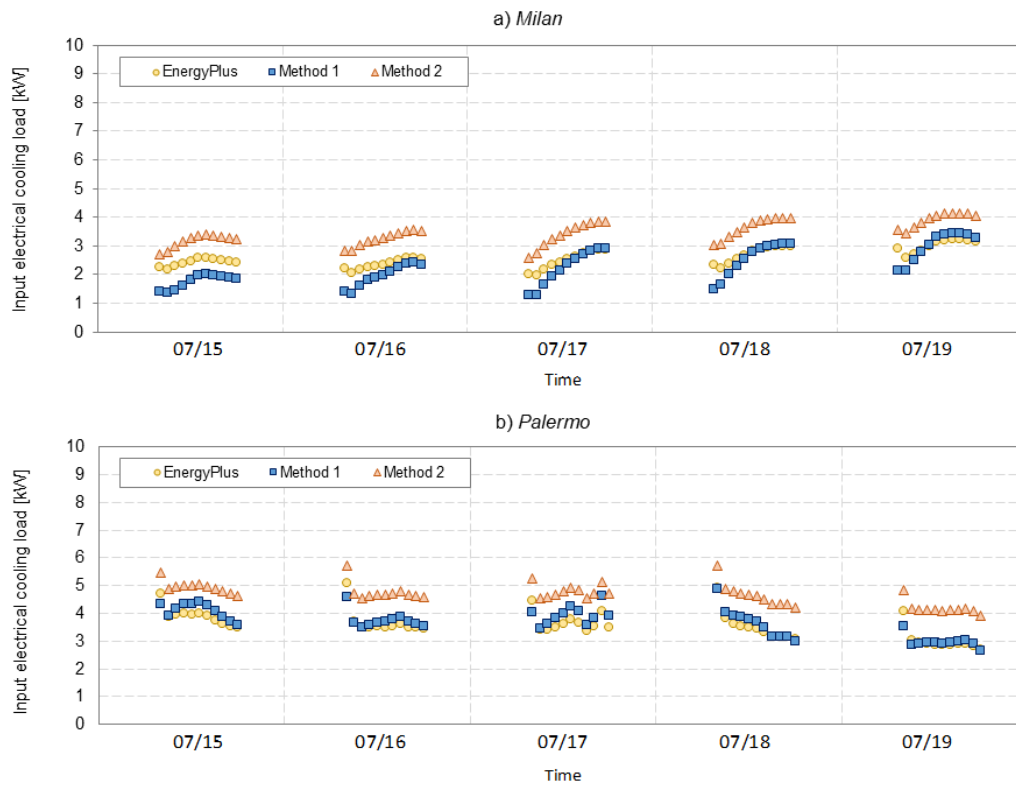 a) Milan
Input electrical cooling load [kW]
10
9
8
7
6
5
4
3
2
1
0
EnergyPlus Method 1 Method 2
07/15 07/16 07/17 07/18 07/19
Time
b) Palermo
Input electrical cooling load [kW]
10
9
8
7
6
5
4
3
2
1
0
EnergyPlus Method 1 Method 2
07/15 07/16 07/17 07/18 07/19
Time